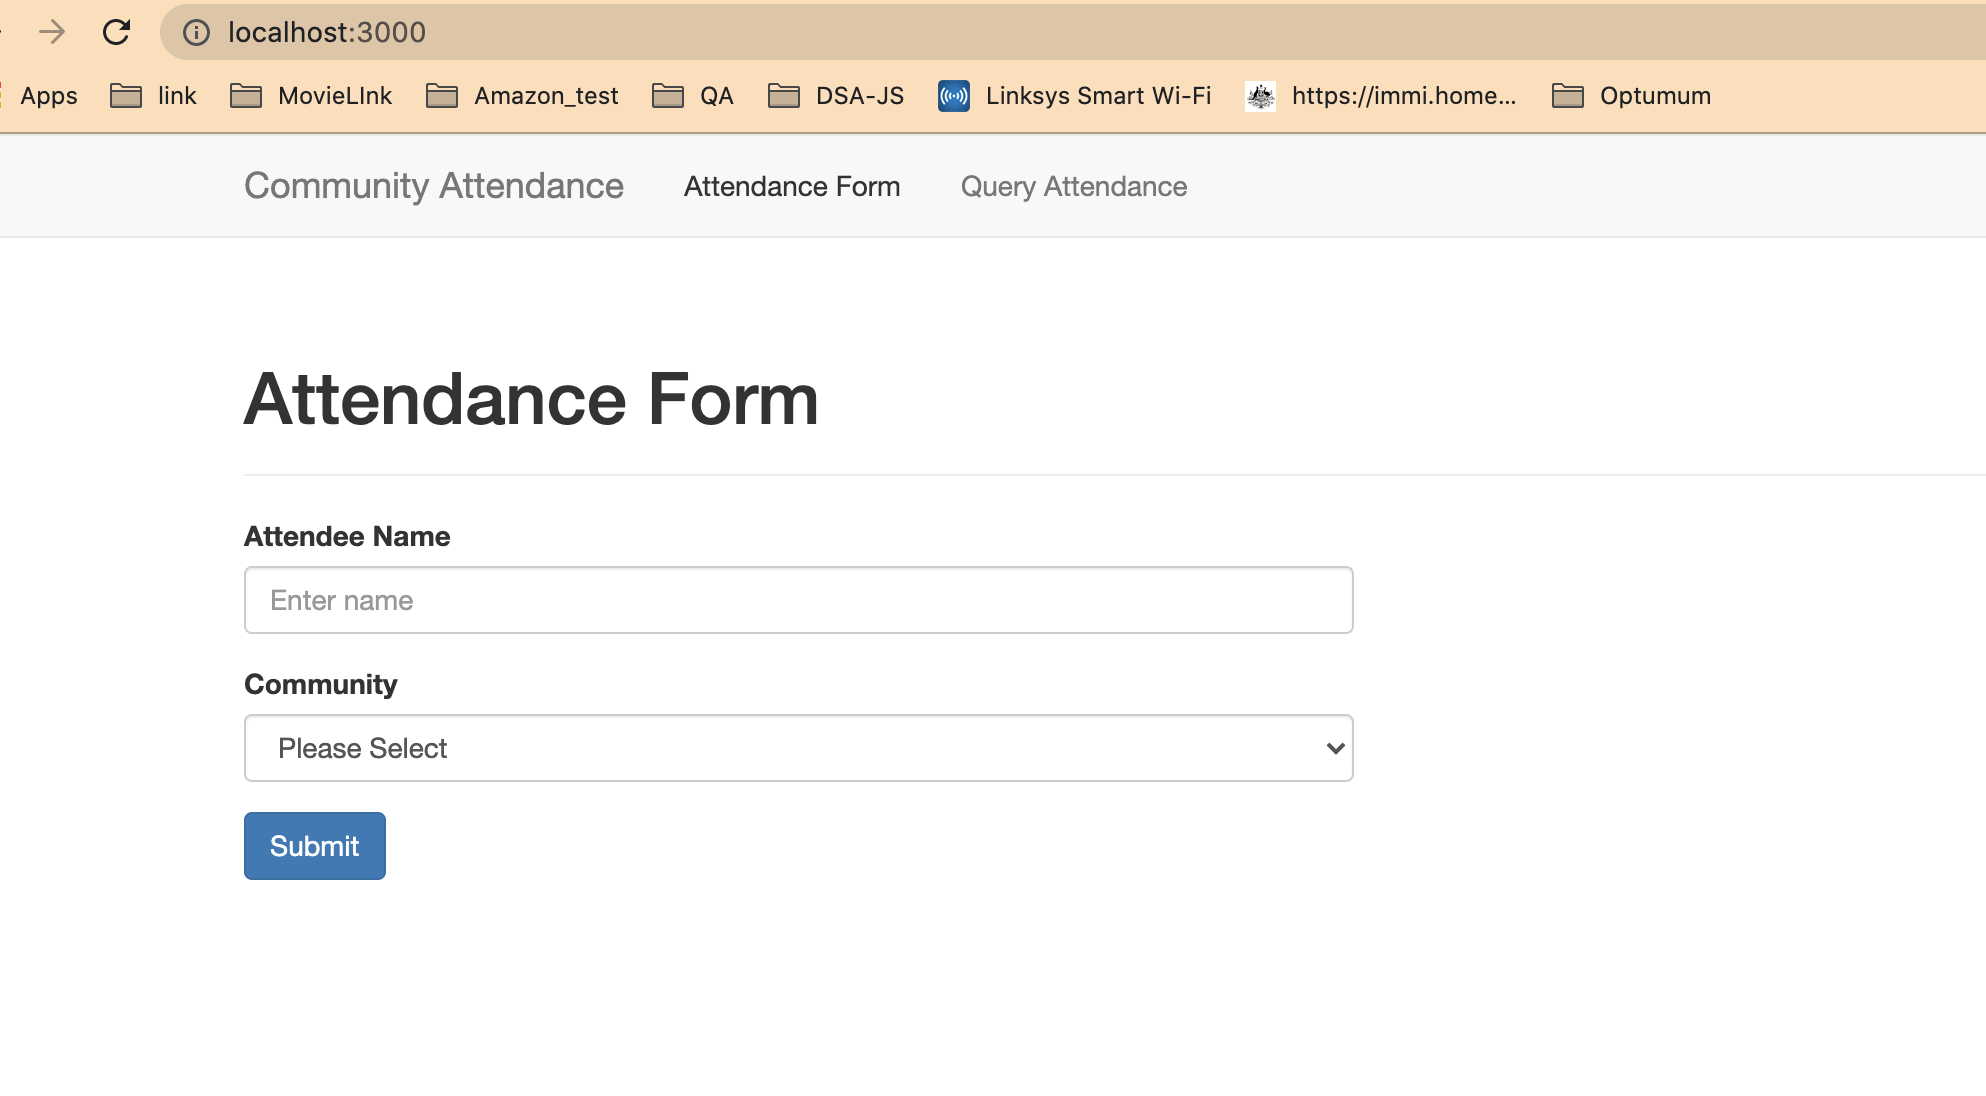 localhost:3000
Apps link MovieLInk Amazon_test QA DSA-JS Linksys Smart Wi-Fi https://immi.home... Optumum
Community Attendance Attendance Form Query Attendance
Attendance Form
Attendee Name
Enter name
Community
Please Select
Submit